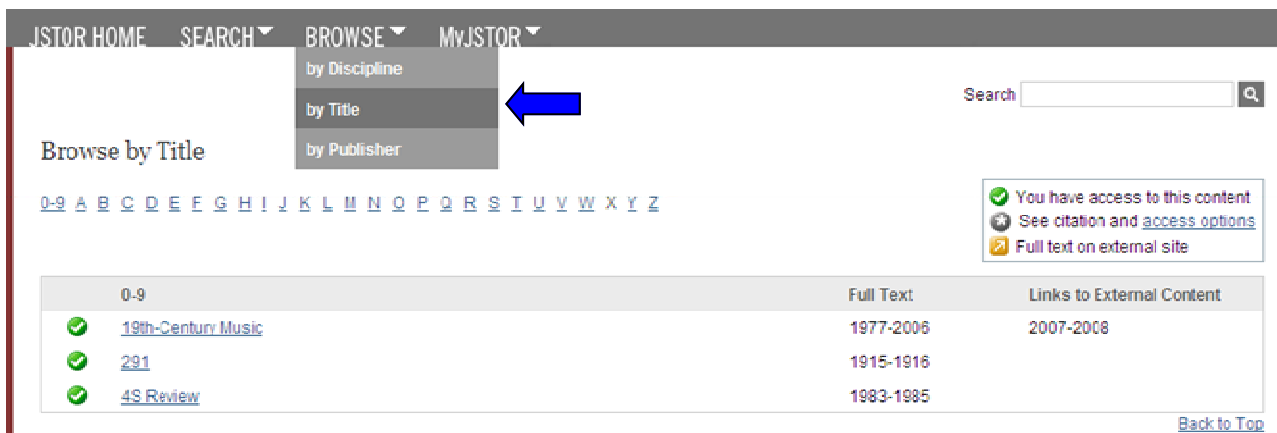 JSTOR HOME SEARCH BROWSE MyJSTOR
by Discipline
by Title
by Publisher
Search
Browse by Title
0-9 A B C D E F G H I J K L M N O P Q R S T U V W X Y Z
You have access to this content
See citation and access options
Full text on external site
0-9 Full Text Links to External Content
19th-Century Music 1977-2006 2007-2008
291 1915-1916
4S Review 1983-1985
Back to Top